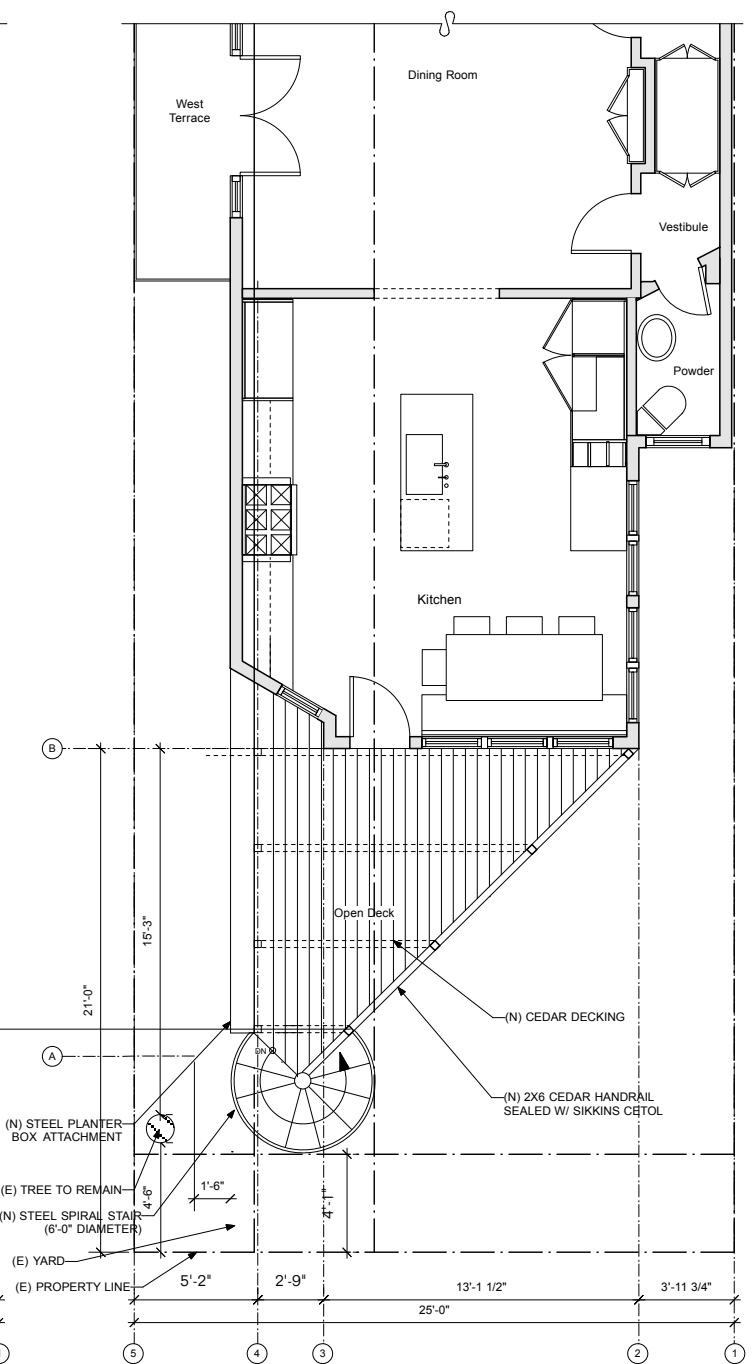 Dining Room
West
Terrace
Vestibule
Powder
Kitchen
B
15'-3"
21'-0"
Open Deck
(N) CEDAR DECKING
DN
A
(N) 2X6 CEDAR HANDRAIL
SEALED W/ SIKKINS CETOL
(N) STEEL PLANTER
BOX ATTACHMENT
(E) TREE TO REMAIN
1'-6"
4'-6"
4'-1"
(N) STEEL SPIRAL STAIR
(6'-0" DIAMETER)
(E) YARD
(E) PROPERTY LINE
5'-2"
2'-9"
13'-1 1/2"
3'-11 3/4"
25'-0"
5
4
3
2
1